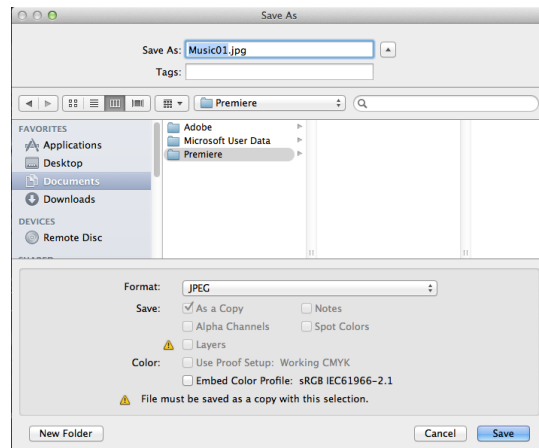 Save As
Save As: Music01.jpg
Tags:
Premiere
FAVORITES
Applications
Desktop
Documents
Downloads
DEVICES
Remote Disc
Adobe
Microsoft User Data
Premiere
Format: JPEG
Save: As a Copy Notes
Alpha Channels Spot Colors
Layers
Color: Use Proof Setup: Working CMYK
Embed Color Profile: sRGB IEC61966-2.1
File must be saved as a copy with this selection.
New Folder Cancel Save